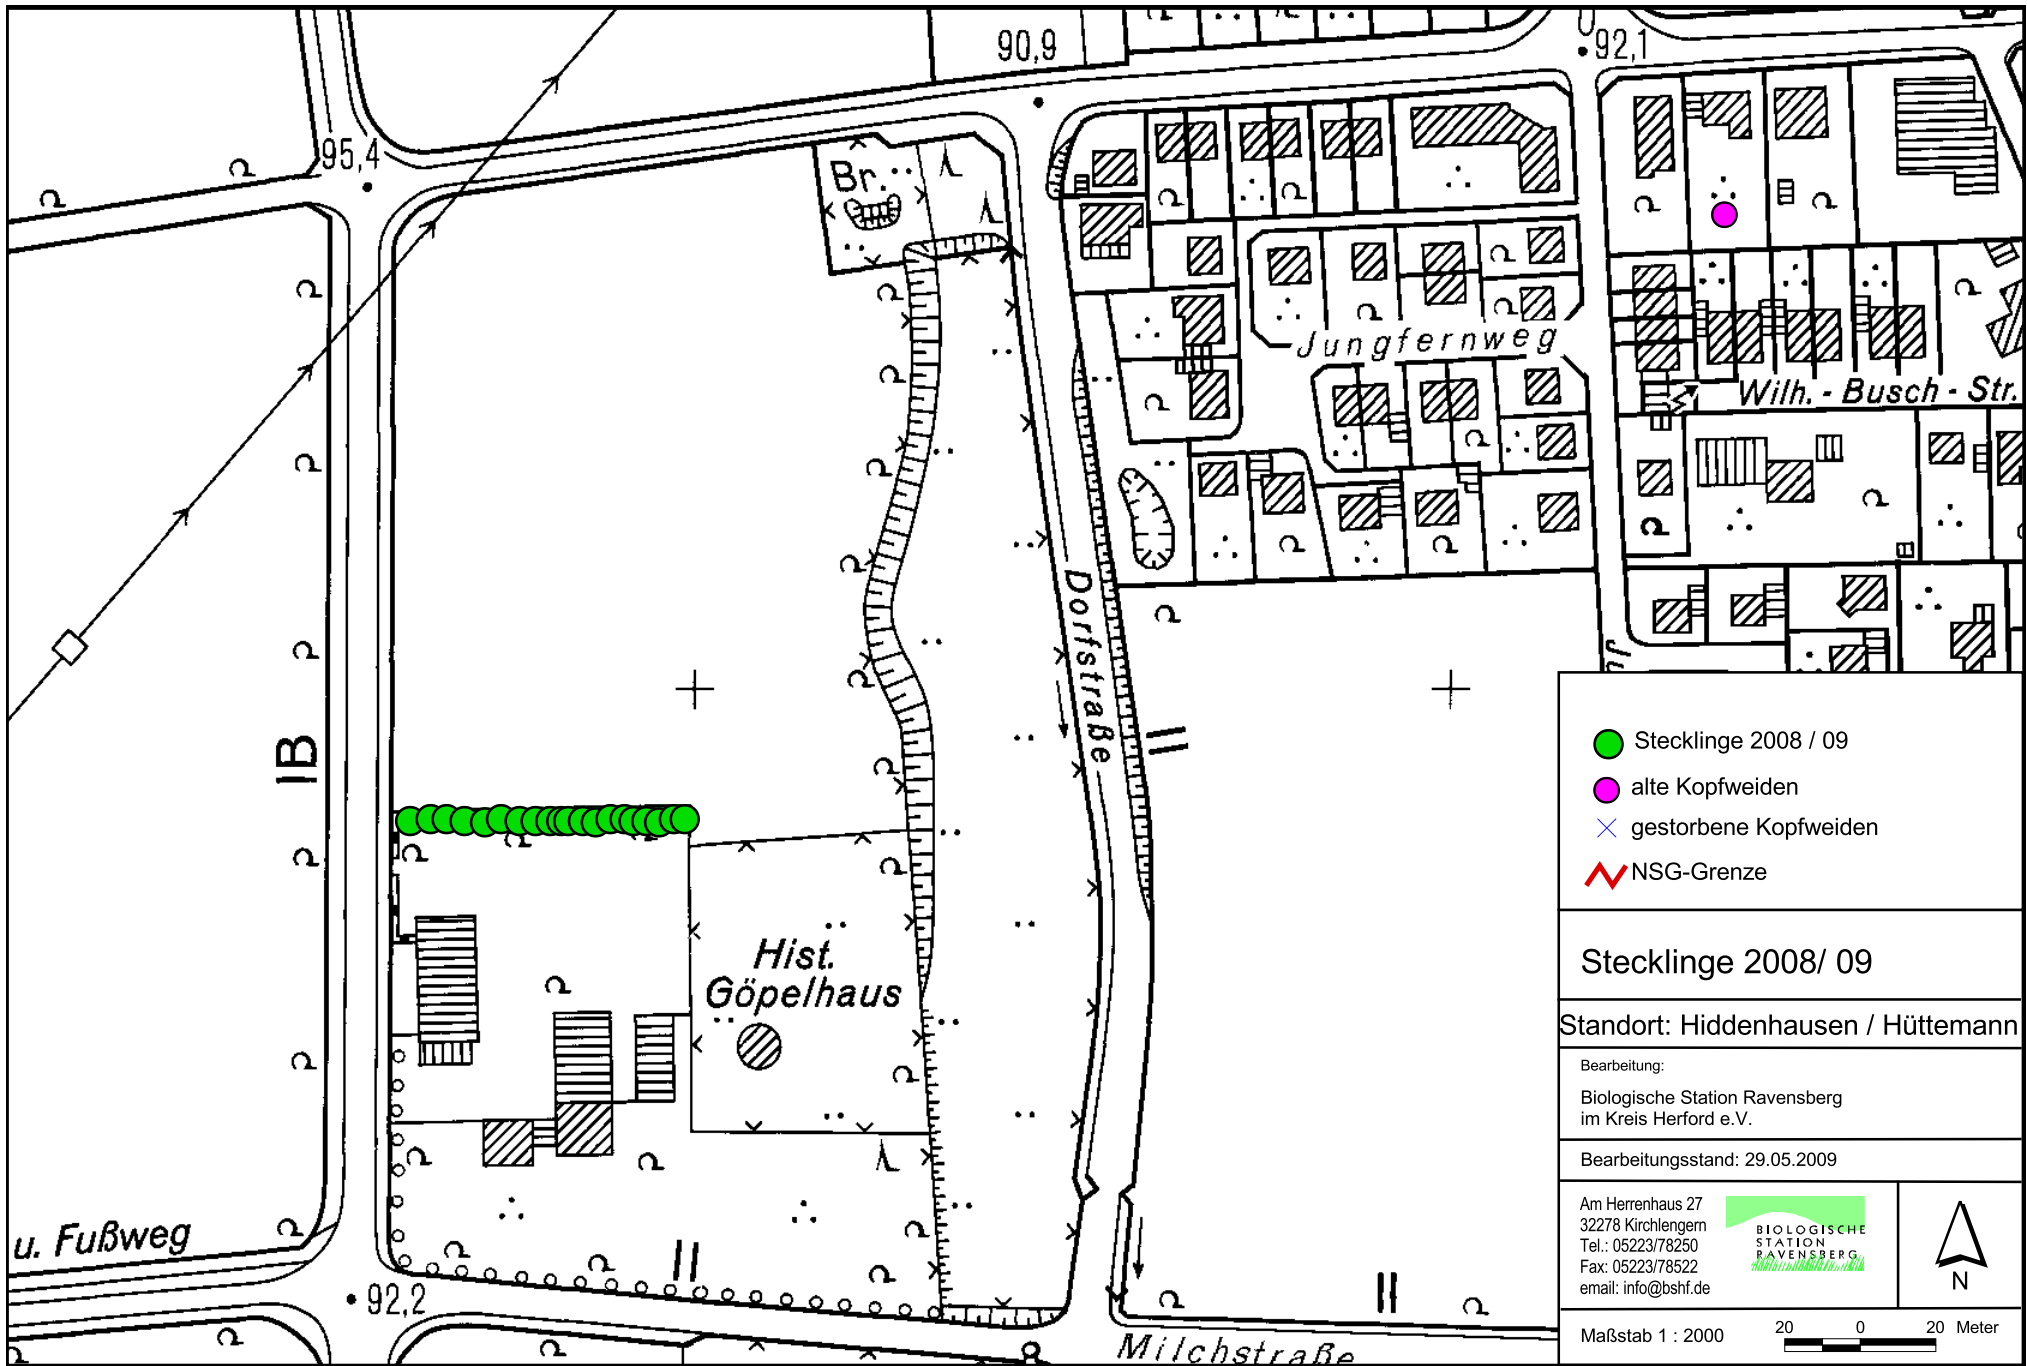 90,9
92,1
95,4
Br.
Jungfernweg
Wilh. - Busch - Str.
Dorfstraße
Ju
IB
Hist.
Göpelhaus
u. Fußweg
92,2
Milchstraße
Stecklinge 2008 / 09
alte Kopfweiden
gestorbene Kopfweiden
NSG-Grenze
Stecklinge 2008/ 09
Standort: Hiddenhausen / Hüttemann
Bearbeitung:
Biologische Station Ravensberg
im Kreis Herford e.V.
Bearbeitungsstand: 29.05.2009
Am Herrenhaus 27
32278 Kirchlengern
Tel.: 05223/78250
Fax: 05223/78522
email: info@bshf.de
BIOLOGISCHE
STATION
RAVENSBERG
N
Maßstab 1 : 2000
20 0 20 Meter